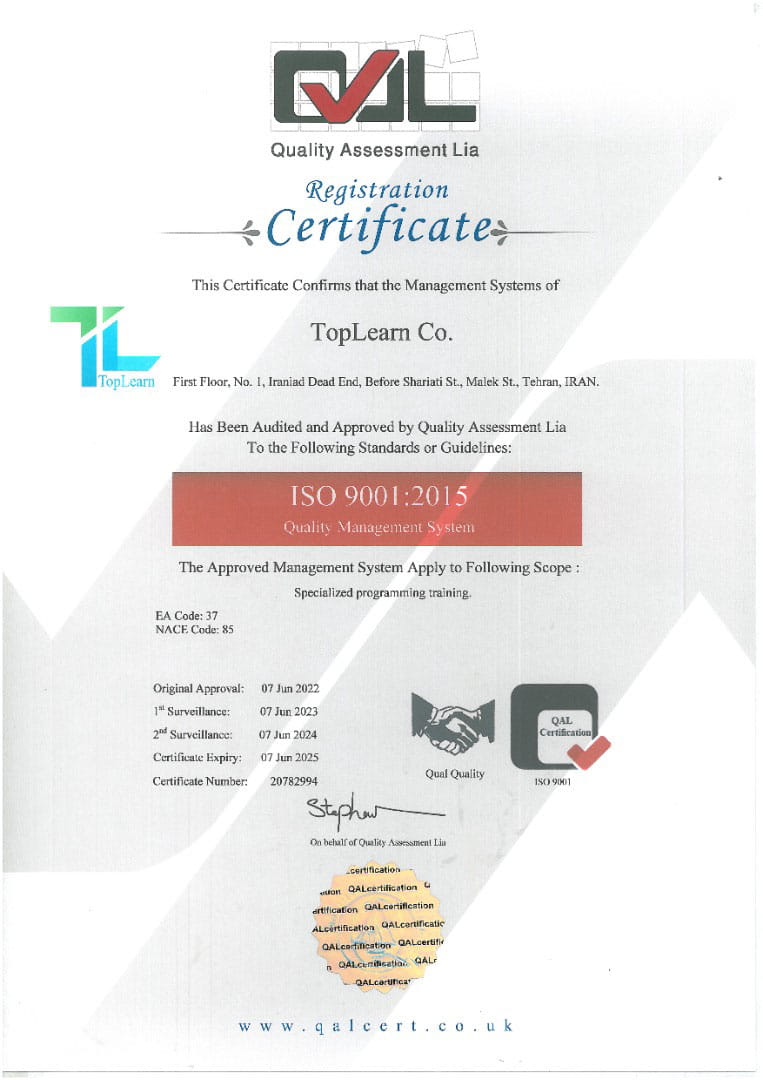 QAL
Quality Assessment Lia
Registration
Certificate
This Certificate Confirms that the Management Systems of
TopLearn Co.
TL
TopLearn
First Floor, No. 1, Iraniad Dead End, Before Shariati St., Malek St., Tehran, IRAN.
Has Been Audited and Approved by Quality Assessment Lia
To the Following Standards or Guidelines:
ISO 9001:2015
Quality Management System
The Approved Management System Apply to Following Scope :
Specialized programming training.
EA Code: 37
NACE Code: 85
Original Approval: 07 Jun 2022
1st Surveillance: 07 Jun 2023
2nd Surveillance: 07 Jun 2024
Certificate Expiry: 07 Jun 2025
Certificate Number: 20782994
Qual Quality
QAL
Certification
ISO 9001
Stephen
On behalf of Quality Assessment Lia
.certification
QALcertification
artification QALcertification
ALcertification QALcertificatic
QALcertification QALcertifi
n QALcertification QAL
QALcertifica
www.qalcert.co.uk